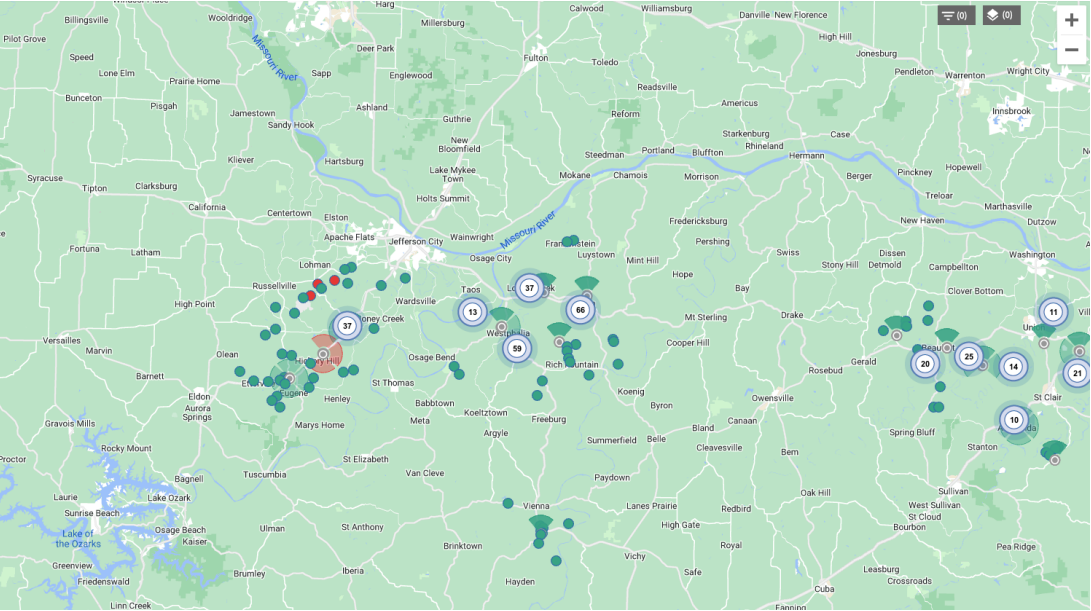 Wooldridge
Harg
Millersburg
Calwood
Williamsburg
Danville
New Florence
(0)
(0)
Billingsville
Pilot Grove
Speed
Lone Elm
Prairie Home
Missouri River
Deer Park
Sapp
Englewood
Fulton
Toledo
High Hill
Jonesburg
Pendleton
Warrenton
Wright City
Bunceton
Pisgah
Jamestown
Sandy Hook
Ashland
Guthrie
Readsville
Reform
Americus
Innsbrook
Kliever
Hartsburg
New
Bloomfield
Steedman
Portland
Bluffton
Starkenburg
Rhineland
Case
Hermann
Syracuse
Tipton
Clarksburg
Lake Mykee
Town
Mokane
Chamois
Morrison
Berger
Pinckney
Hopewell
Treloar
Marthasville
California
Centertown
Elston
Holts Summit
Apache Flats
Jefferson City
Wainwright
Missouri River
Fredericksburg
New Haven
Dutzow
Fortuna
Latham
Osage City
Luystown
Pershing
Mint Hill
Swiss
Dissen
Stony Hill
Detmold
Campbellton
Washington
Lohman
Russellville
High Point
Wardsville
Taos
37
Hope
Bay
Clover Bottom
13
66
37
Mt Sterling
Drake
11
Versailles
Marvin
Olean
Westphalia
59
Osage Bend
Rich Fountain
Cooper Hill
Rosebud
Gerald
20
25
14
21
Barnett
Eldon
Aurora
Springs
Eugene
Henley
St Thomas
Babbtown
Koeltztown
Meta
Freeburg
Koenig
Byron
Owensville
St Clair
Gravois Mills
Marys Home
Argyle
Summerfield
Belle
Bland
Canaan
Cleavesville
Spring Bluff
10
Stanton
Proctor
Rocky Mount
Bagnell
Tuscumbia
St Elizabeth
Van Cleve
Paydown
Bem
Laurie
Lake Ozark
Sunrise Beach
Lake of
the Ozarks
Osage Beach
Kaiser
Ulman
St Anthony
Vienna
Lanes Prairie
High Gate
Redbird
Oak Hill
Sullivan
West Sullivan
St Cloud
Bourbon
Greenview
Friedenswald
Brumley
Iberia
Brinktown
Hayden
Vichy
Safe
Royal
Leasburg
Crossroads
Pea Ridge
Linn Creek
Cuba
Fanning